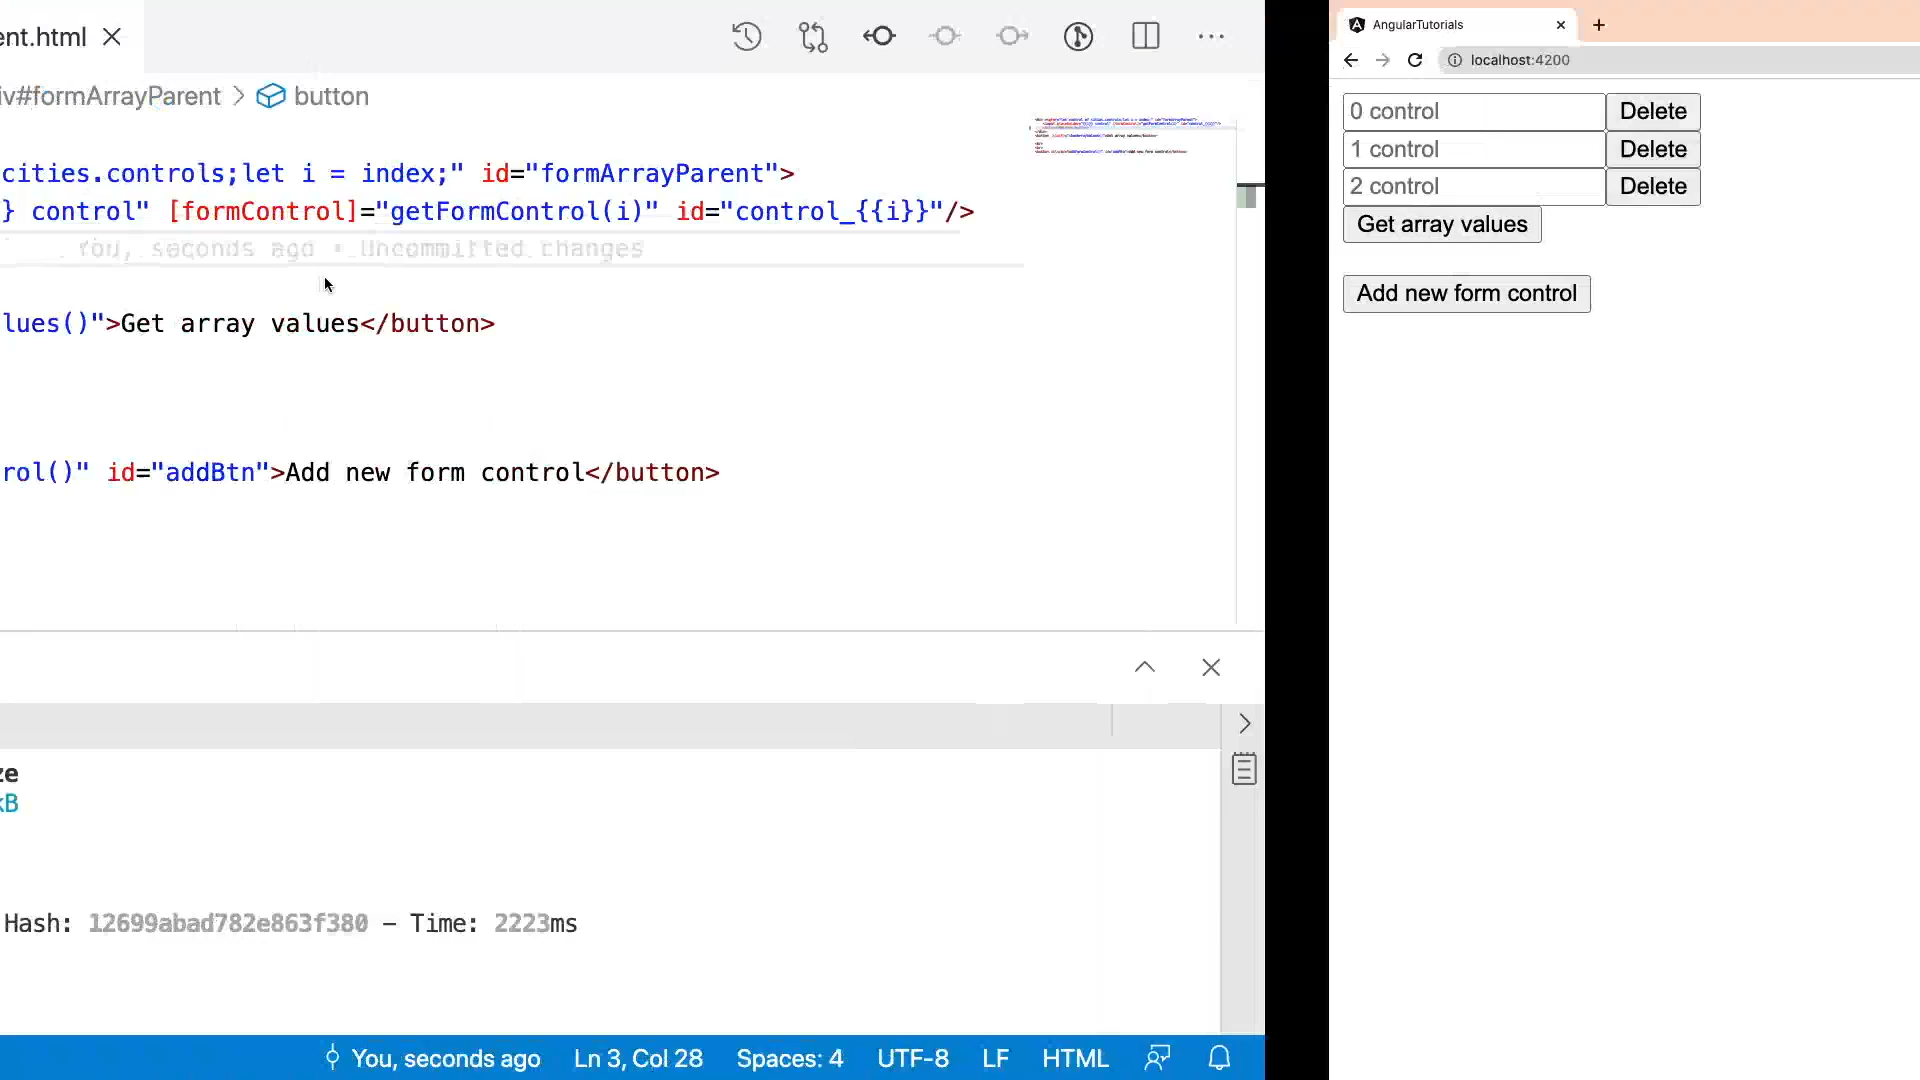 ent.html
iv#formArrayParent > button
cities.controls;let i = index;" id="formArrayParent">
} control" [formControl]="getFormControl(i)" id="control_{{i}}"/>
You, seconds ago • Uncommitted changes
lues()">Get array values</button>
rol()" id="addBtn">Add new form control</button>
ze
kB
Hash: 12699abad782e863f380 - Time: 2223ms
You, seconds ago
Ln 3, Col 28
Spaces: 4
UTF-8
LF
HTML
AngularTutorials
localhost:4200
0 control Delete
1 control Delete
2 control Delete
Get array values
Add new form control